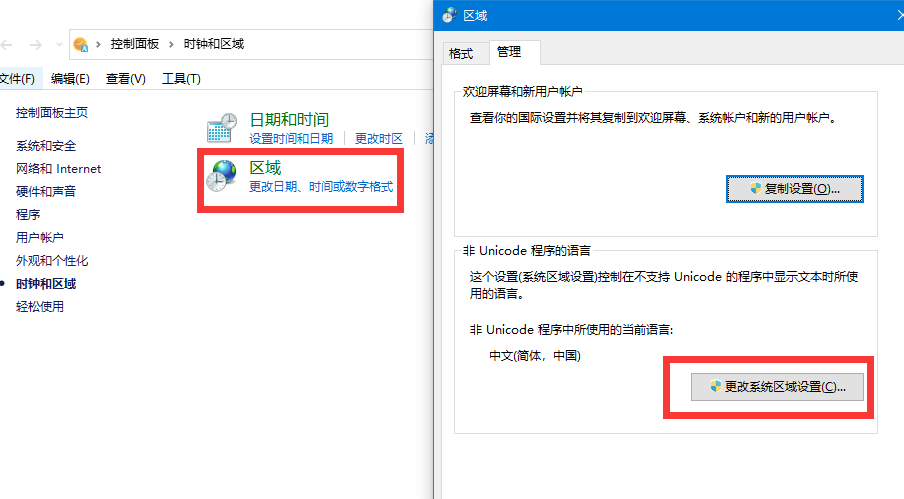 控制面板 > 时钟和区域
文件(F) 编辑(E) 查看(V) 工具(T)
控制面板主页
系统和安全
网络和 Internet
硬件和声音
程序
用户帐户
外观和个性化
时钟和区域
轻松使用
日期和时间
设置时间和日期 更改时区 添
区域
更改日期、时间或数字格式
区域
格式 管理
欢迎屏幕和新用户帐户
查看你的国际设置并将其复制到欢迎屏幕、系统帐户和新的用户帐户。
复制设置(O)...
非 Unicode 程序的语言
这个设置(系统区域设置)控制在不支持 Unicode 的程序中显示文本时所使
用的语言。
非 Unicode 程序中所使用的当前语言:
中文(简体，中国)
更改系统区域设置(C)...